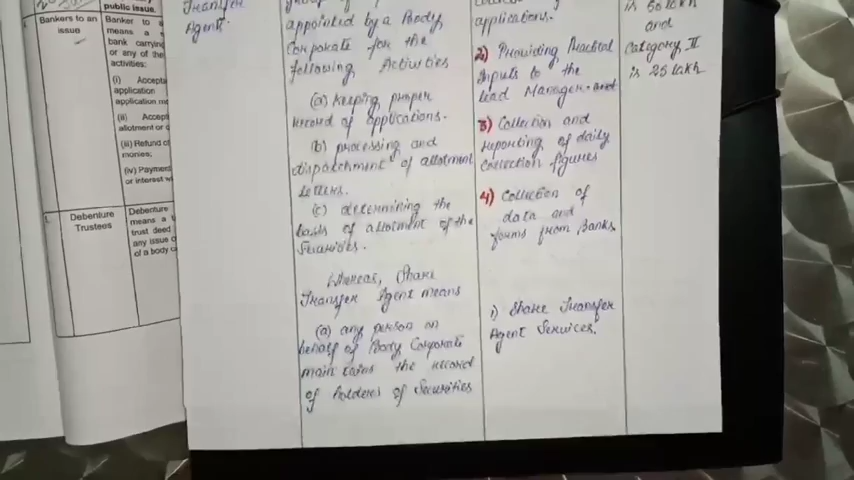 public issue.
Bankers to an
issue
Banker to
means a
bank carrying
or any of the
activities:
(i) Accept
application
application
(ii) Accep
allotment or
(iii) Refund
monies;
(iv) Payment
or interest
Debenture
Trustees
Debenture
means a
trust deed
any issue
of a body
Transfer
Agent.
appointed by a Body
Corporate for the
following Activities
(a) keeping proper
record of applications.
(b) processing and
dispatchment of allotment
letters.
(c) determining the
basis of allotment of the
Securities.
Whereas, Share
Transfer Agent means
(a) any person on
behalf of Body Corporate
maintains the record
of holders of Securities
applications.
2) Providing Practical
Inputs to the
Lead Manager.
3) Collection and
reporting of daily
Collection figures
4) Collection of
data and
forms from Banks.
1) Share Transfer
Agent Services.
is 50 lakh
and
Category II
is 25 lakh